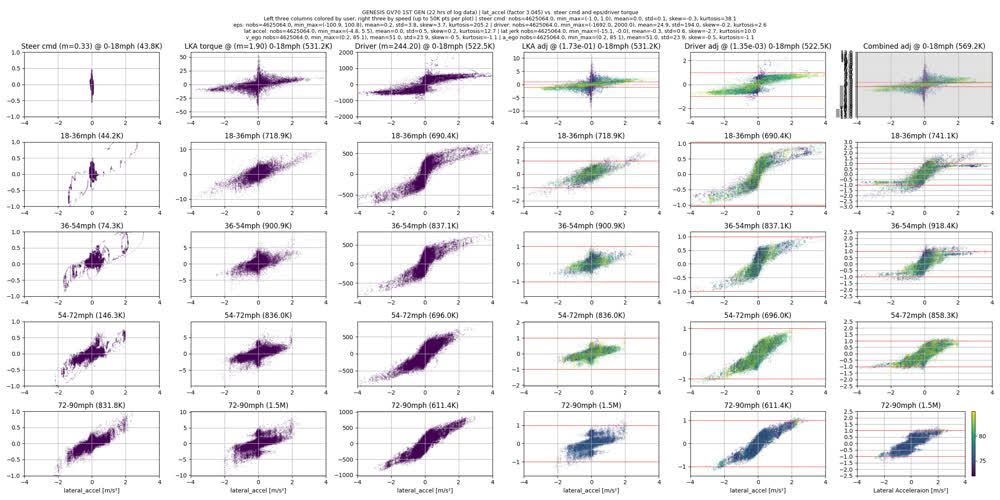 GENESIS GV70 1ST GEN (22 hrs of log data) | lat_accel (factor 3.045) vs steer cmd and eps/driver torque
Left three columns colored by user, right three by speed (up to 50K pts per plot) | steer cmd nobs=4625064.0, min_max=(-1.0, 1.0), mean=0.0, std=0.1, skew=-0.3, kurtosis=38.1
eps: nobs=4625064.0, min_max=(-100.9, 100.8), mean=0.2, std=3.8, skew=3.7, kurtosis=205.2 | driver: nobs=4625064.0, min_max=(-1692.0, 2000.0), mean=24.9, std=194.0, skew=-0.2, kurtosis=2.6
lat accel: nobs=4625064.0, min_max=(-4.8, 5.5), mean=0.0, std=0.5, skew=0.2, kurtosis=12.7 | lat jerk nobs=4625064.0, min_max=(-15.1, -0.0), mean=-0.3, std=0.6, skew=-2.7, kurtosis=10.0
v_ego nobs=4625064.0, min_max=(0.2, 85.1), mean=51.0, std=23.9, skew=-0.5, kurtosis=-1.1 | a_ego nobs=4625064.0, min_max=(0.2, 85.1), mean=51.0, std=23.9, skew=-0.5, kurtosis=-1.1
Steer cmd (m=0.33) @ 0-18mph (43.8K)
LKA torque @ (m=1.90) 0-18mph (531.2K)
Driver (m=244.20) @ 0-18mph (522.5K)
LKA adj @ (1.73e-01) 0-18mph (531.2K)
Driver adj @ (1.35e-03) 0-18mph (522.5K)
Combined adj @ 0-18mph (569.2K)
18-36mph (44.2K)
18-36mph (718.9K)
18-36mph (690.4K)
18-36mph (718.9K)
18-36mph (690.4K)
18-36mph (741.1K)
36-54mph (74.3K)
36-54mph (900.9K)
36-54mph (837.1K)
36-54mph (900.9K)
36-54mph (837.1K)
36-54mph (918.4K)
54-72mph (146.3K)
54-72mph (836.0K)
54-72mph (696.0K)
54-72mph (836.0K)
54-72mph (696.0K)
54-72mph (858.3K)
72-90mph (831.8K)
72-90mph (1.5M)
72-90mph (611.4K)
72-90mph (1.5M)
72-90mph (611.4K)
72-90mph (1.5M)
80
75
lateral_accel [m/s²]
lateral_accel [m/s²]
lateral_accel [m/s²]
lateral_accel [m/s²]
lateral_accel [m/s²]
Lateral Acceleraion [m/s²]